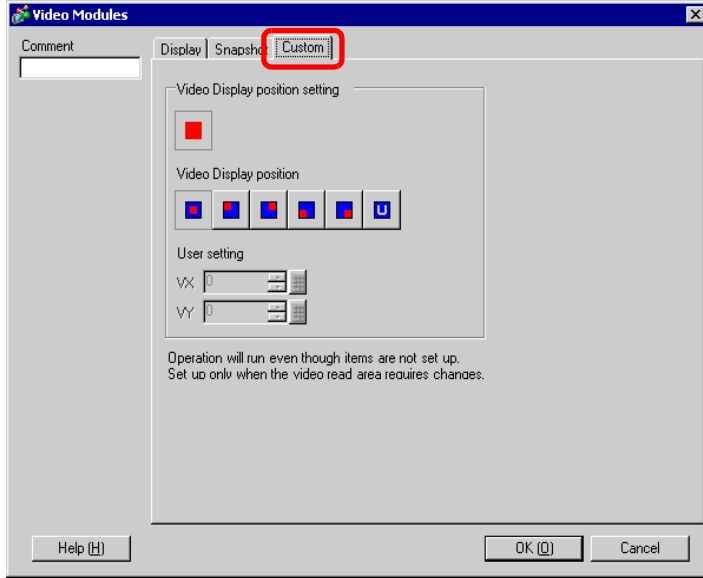 Video Modules
Comment
Display Snapshot Custom
Video Display position setting
Video Display position
U
User setting
VX 0
VY 0
Operation will run even though items are not set up.
Set up only when the video read area requires changes.
Help (H) OK (O) Cancel